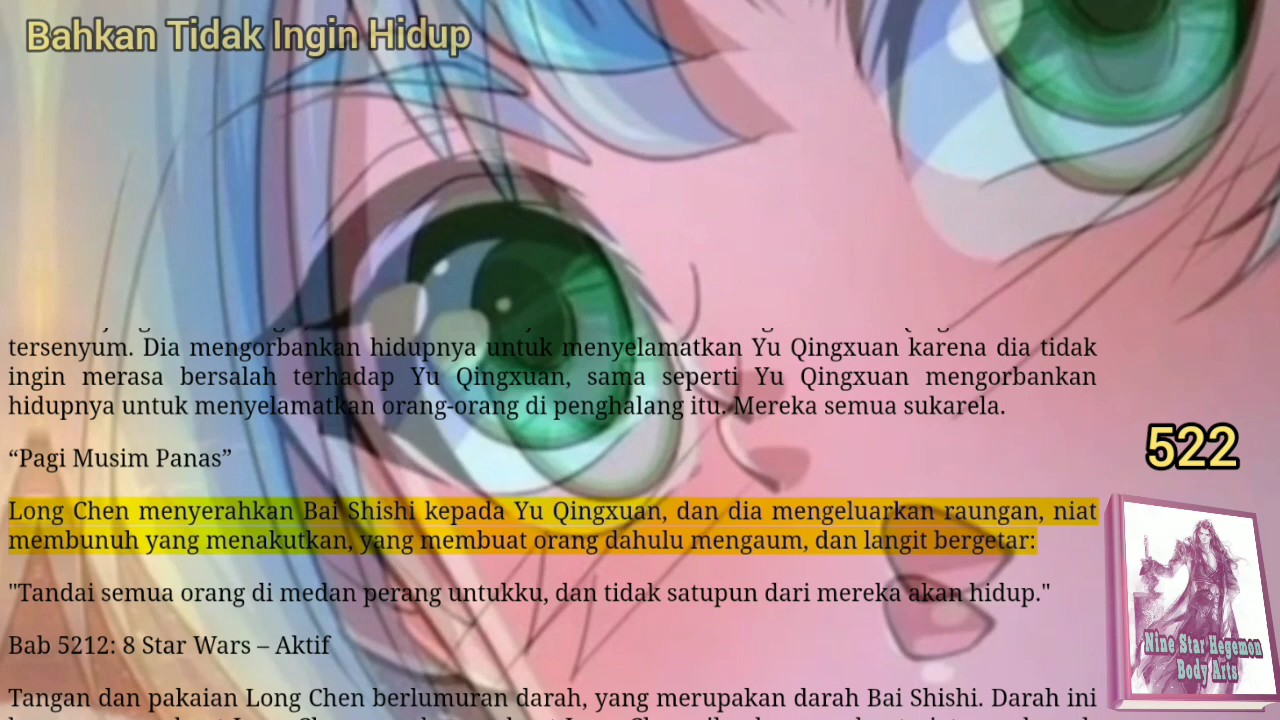 Bahkan Tidak Ingin Hidup
tersenyum. Dia mengorbankan hidupnya untuk menyelamatkan Yu Qingxuan karena dia tidak
ingin merasa bersalah terhadap Yu Qingxuan, sama seperti Yu Qingxuan mengorbankan
hidupnya untuk menyelamatkan orang-orang di penghalang itu. Mereka semua sukarela.
“Pagi Musim Panas”
522
Long Chen menyerahkan Bai Shishi kepada Yu Qingxuan, dan dia mengeluarkan raungan, niat
membunuh yang menakutkan, yang membuat orang dahulu mengaum, dan langit bergetar:
"Tandai semua orang di medan perang untukku, dan tidak satupun dari mereka akan hidup."
Bab 5212: 8 Star Wars – Aktif
Nine Star Hegemon
Body Arts
Tangan dan pakaian Long Chen berlumuran darah, yang merupakan darah Bai Shishi. Darah ini